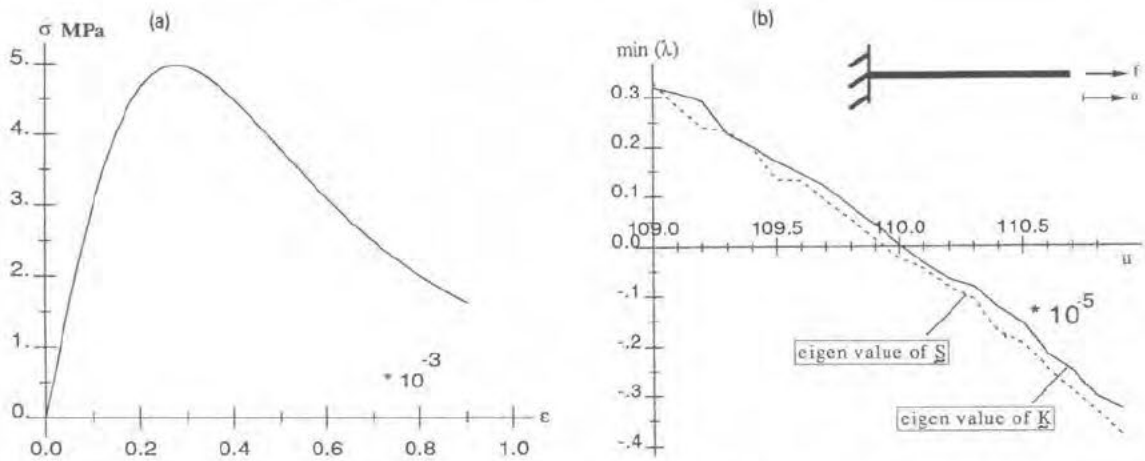 (a)
σ MPa
5.
4.
3.
2.
1.
0.
0.0 0.2 0.4 0.6 0.8 1.0
ε
* 10 -3
(b)
min (λ)
0.3
0.2
0.1
0.0
-.1
-.2
-.3
-.4
109.0 109.5 110.0 110.5
u
* 10 -5
f
u
eigen value of S
eigen value of K